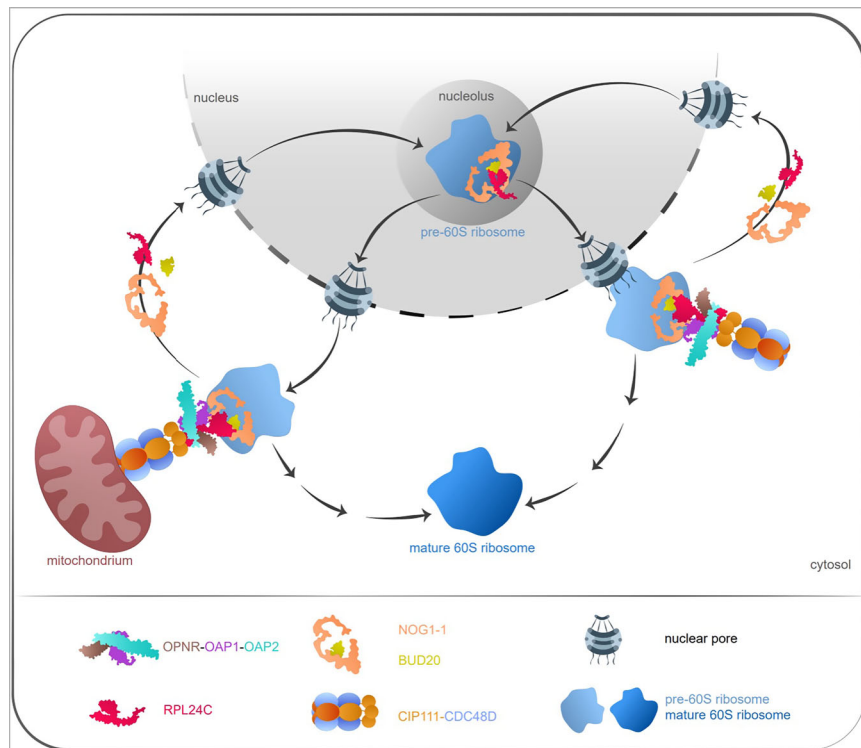 nucleus
nucleolus
pre-60S ribosome
mitochondrium
mature 60S ribosome
cytosol
OPNR-OAP1-OAP2
NOG1-1
BUD20
nuclear pore
RPL24C
CIP111-CDC48D
pre-60S ribosome
mature 60S ribosome